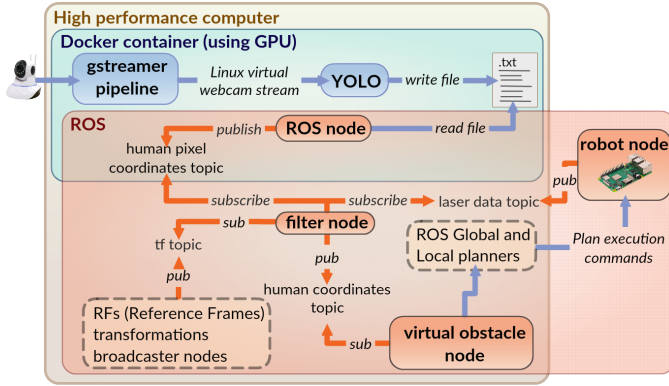 High performance computer
Docker container (using GPU)
gstreamer
pipeline
Linux virtual
webcam stream
YOLO
write file
.txt
ROS
publish
ROS node
read file
human pixel
coordinates topic
robot node
pub
subscribe
subscribe
laser data topic
sub
filter node
tf topic
pub
ROS Global and
Local planners
Plan execution
commands
pub
human coordinates
topic
RFs (Reference Frames)
transformations
broadcaster nodes
sub
virtual obstacle
node